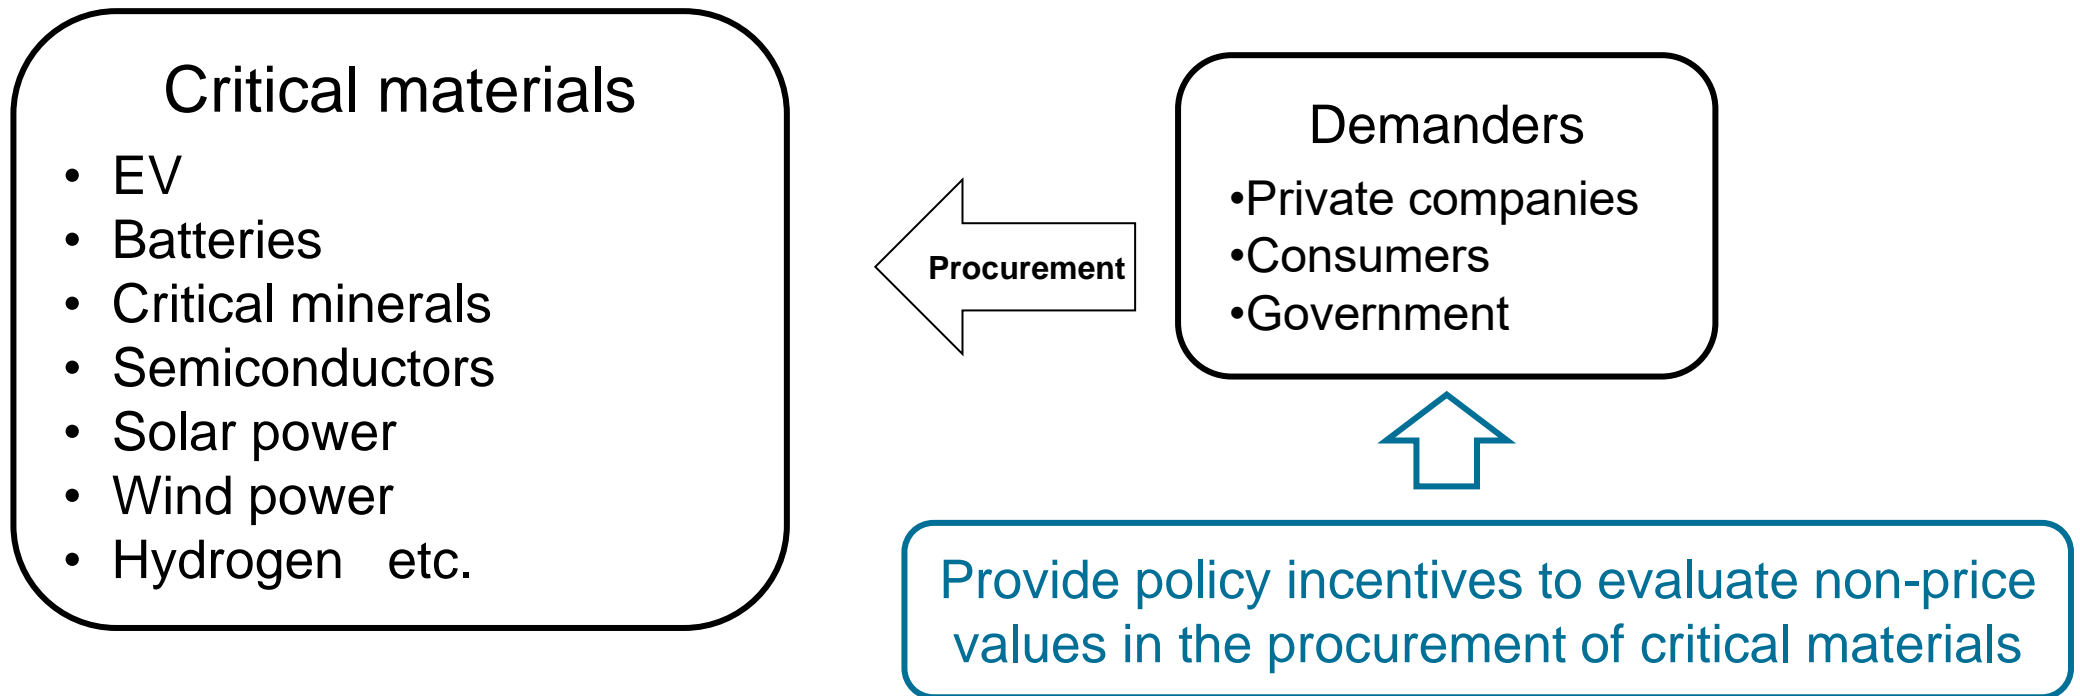 Critical materials
• EV
• Batteries
• Critical minerals
• Semiconductors
• Solar power
• Wind power
• Hydrogen etc.
Procurement
Demanders
•Private companies
•Consumers
•Government
Provide policy incentives to evaluate non-price
values in the procurement of critical materials